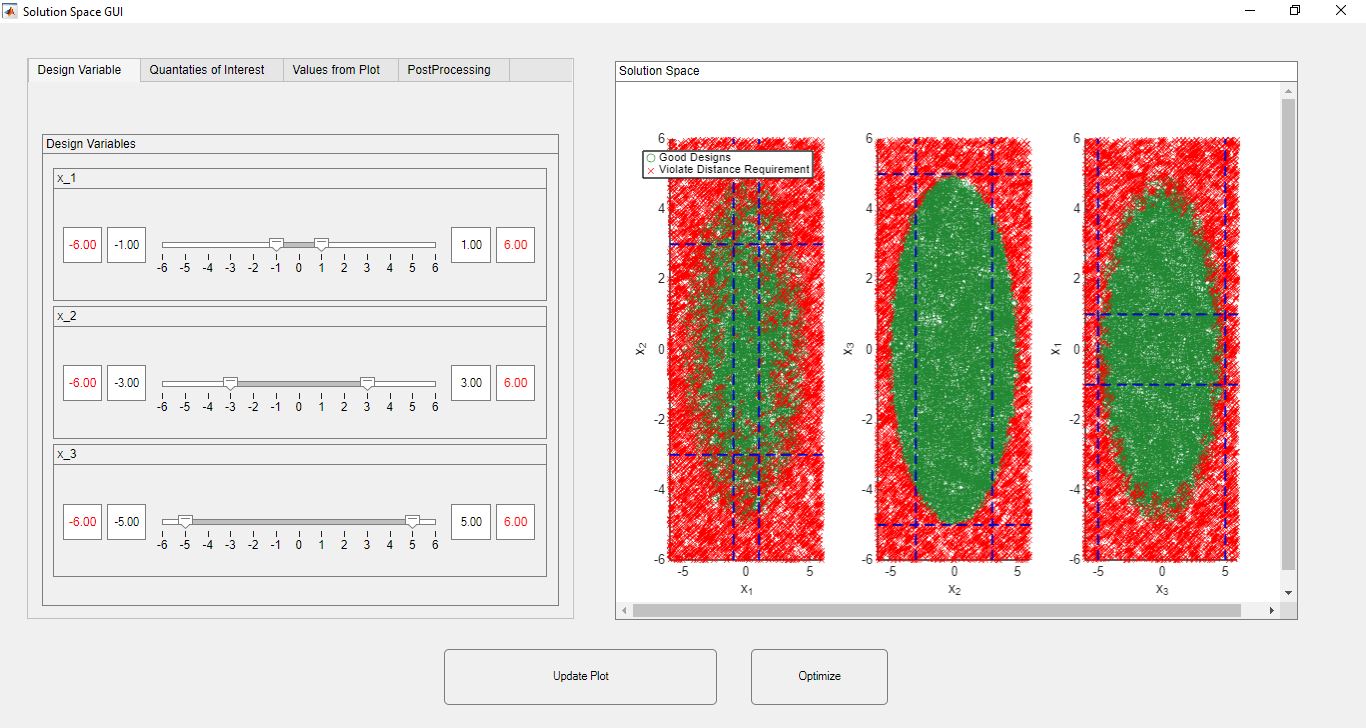 Solution Space GUI
Design Variable Quantaties of Interest Values from Plot PostProcessing
Design Variables
x_1
-6.00 -1.00 1.00 6.00
-6 -5 -4 -3 -2 -1 0 1 2 3 4 5 6
x_2
-6.00 -3.00 3.00 6.00
-6 -5 -4 -3 -2 -1 0 1 2 3 4 5 6
x_3
-6.00 -5.00 5.00 6.00
-6 -5 -4 -3 -2 -1 0 1 2 3 4 5 6
Solution Space
Good Designs
Violate Distance Requirement
6
4
2
0
-2
-4
-6
x₂
-5 0 5
x₁
6
4
2
0
-2
-4
-6
x₃
-5 0 5
x₂
6
4
2
0
-2
-4
-6
x₁
-5 0 5
x₃
Update Plot Optimize